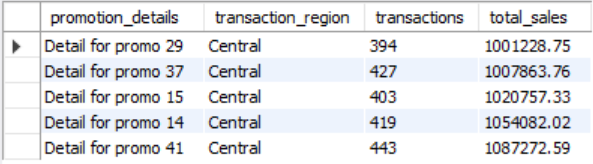 promotion_details transaction_region transactions total_sales
Detail for promo 29 Central 394 1001228.75
Detail for promo 37 Central 427 1007863.76
Detail for promo 15 Central 403 1020757.33
Detail for promo 14 Central 419 1054082.02
Detail for promo 41 Central 443 1087272.59